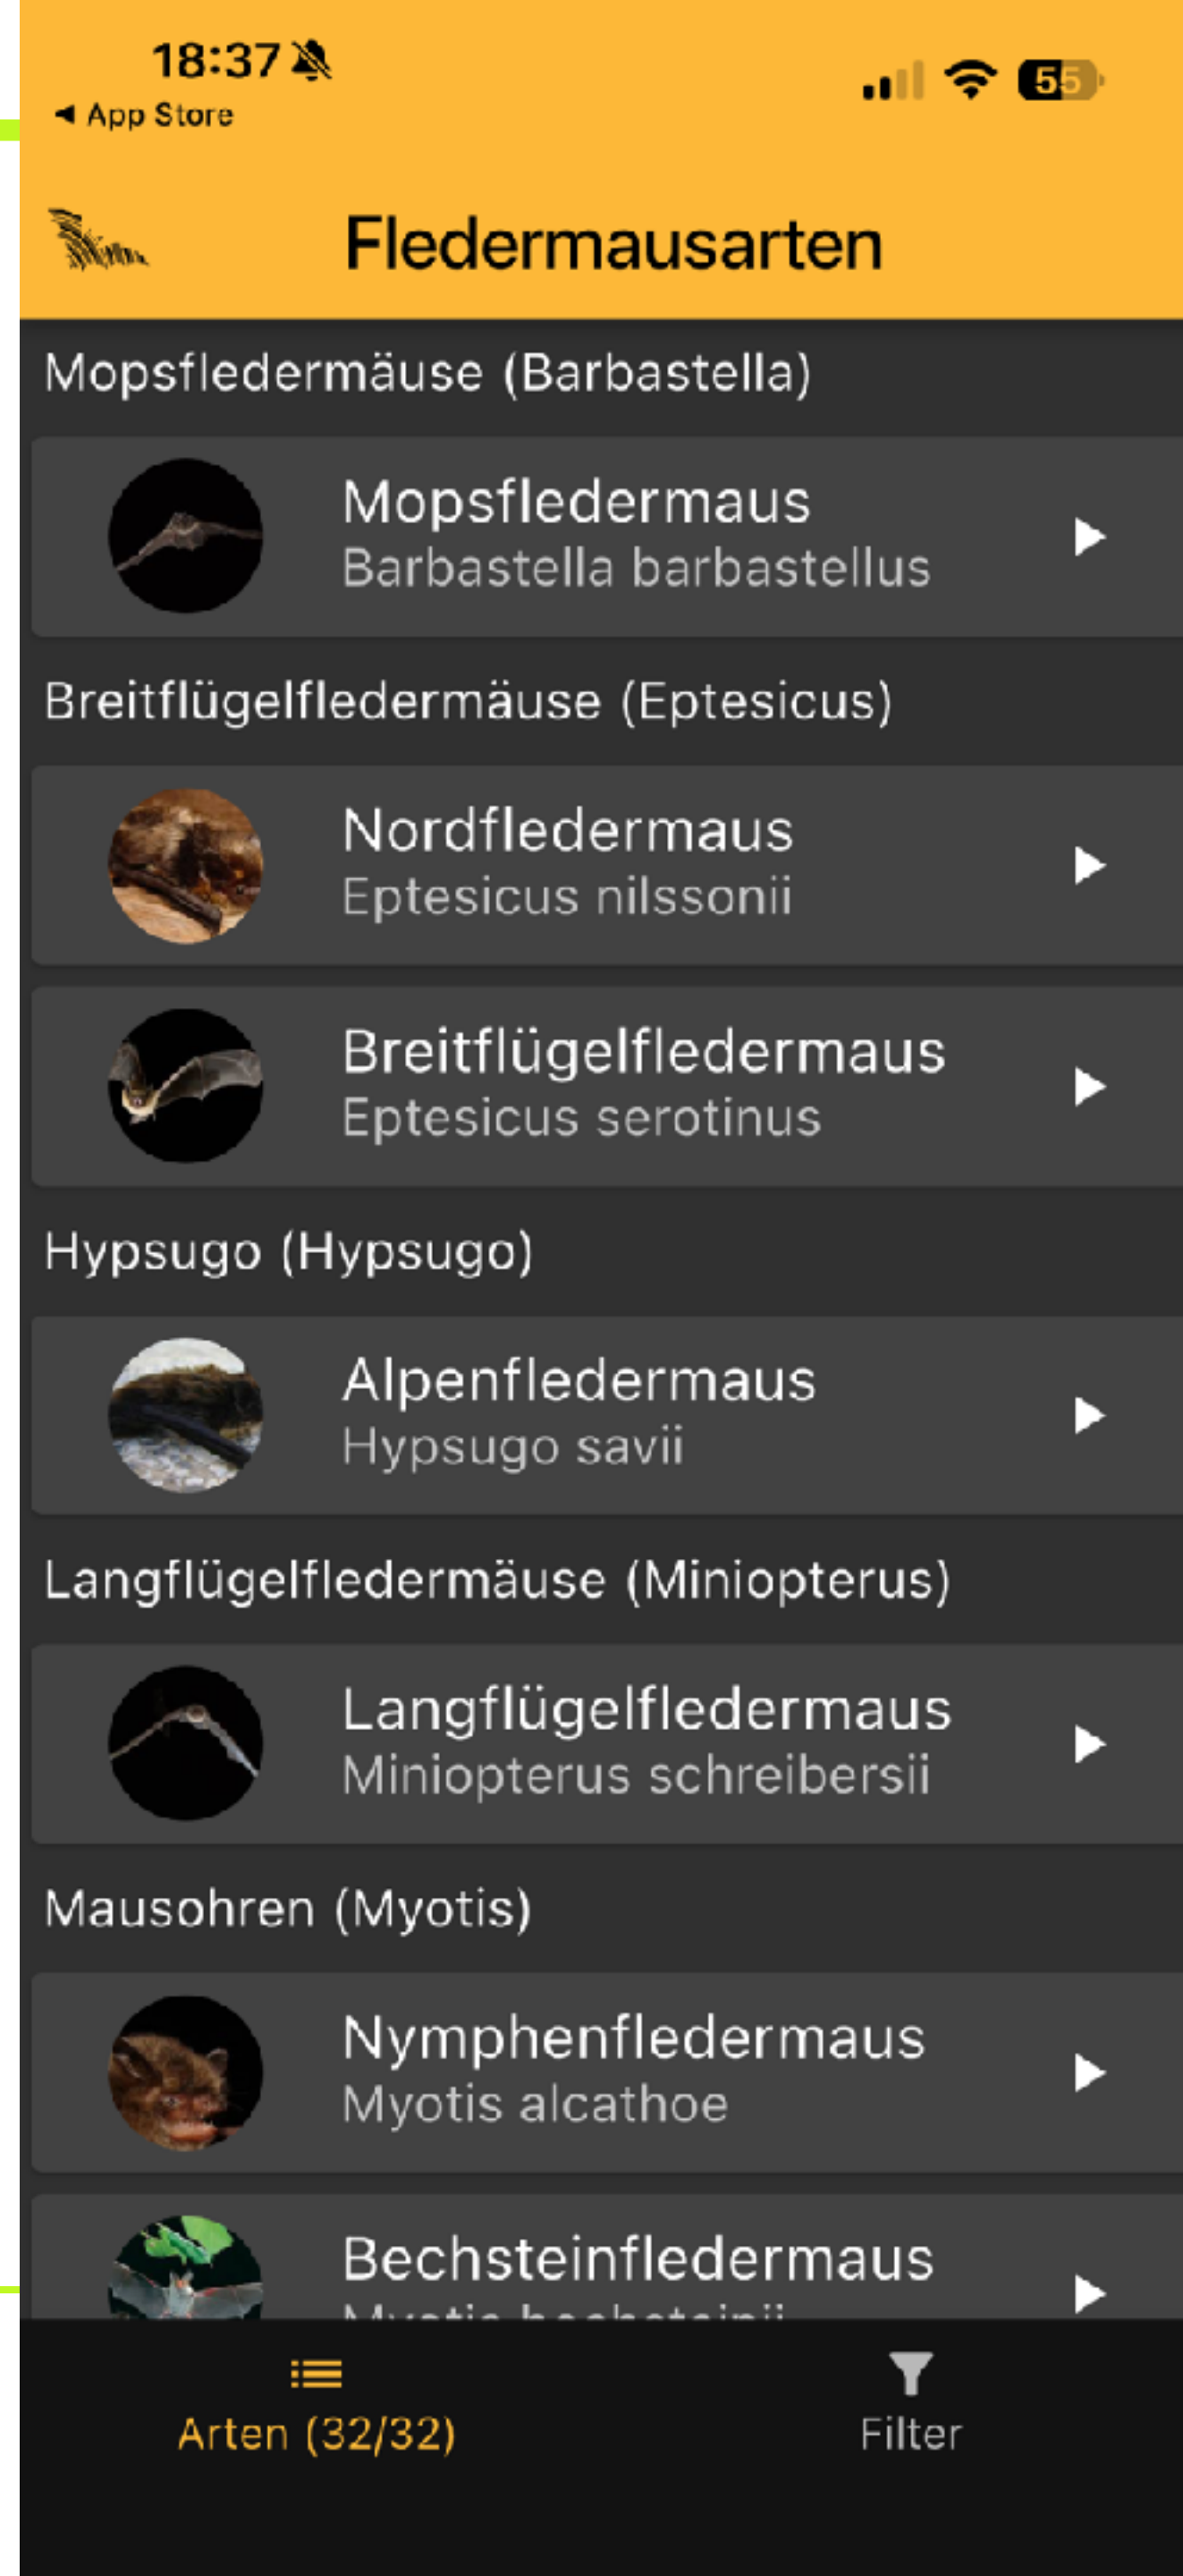 18:37
◀ App Store
55
Fledermausarten
Mopsfledermäuse (Barbastella)
Mopsfledermaus
Barbastella barbastellus
Breitflügelfledermäuse (Eptesicus)
Nordfledermaus
Eptesicus nilssonii
Breitflügelfledermaus
Eptesicus serotinus
Hypsugo (Hypsugo)
Alpenfledermaus
Hypsugo savii
Langflügelfledermäuse (Miniopterus)
Langflügelfledermaus
Miniopterus schreibersii
Mausohren (Myotis)
Nymphenfledermaus
Myotis alcathoe
Bechsteinfledermaus
Myotis bechsteinii
Arten (32/32)
Filter